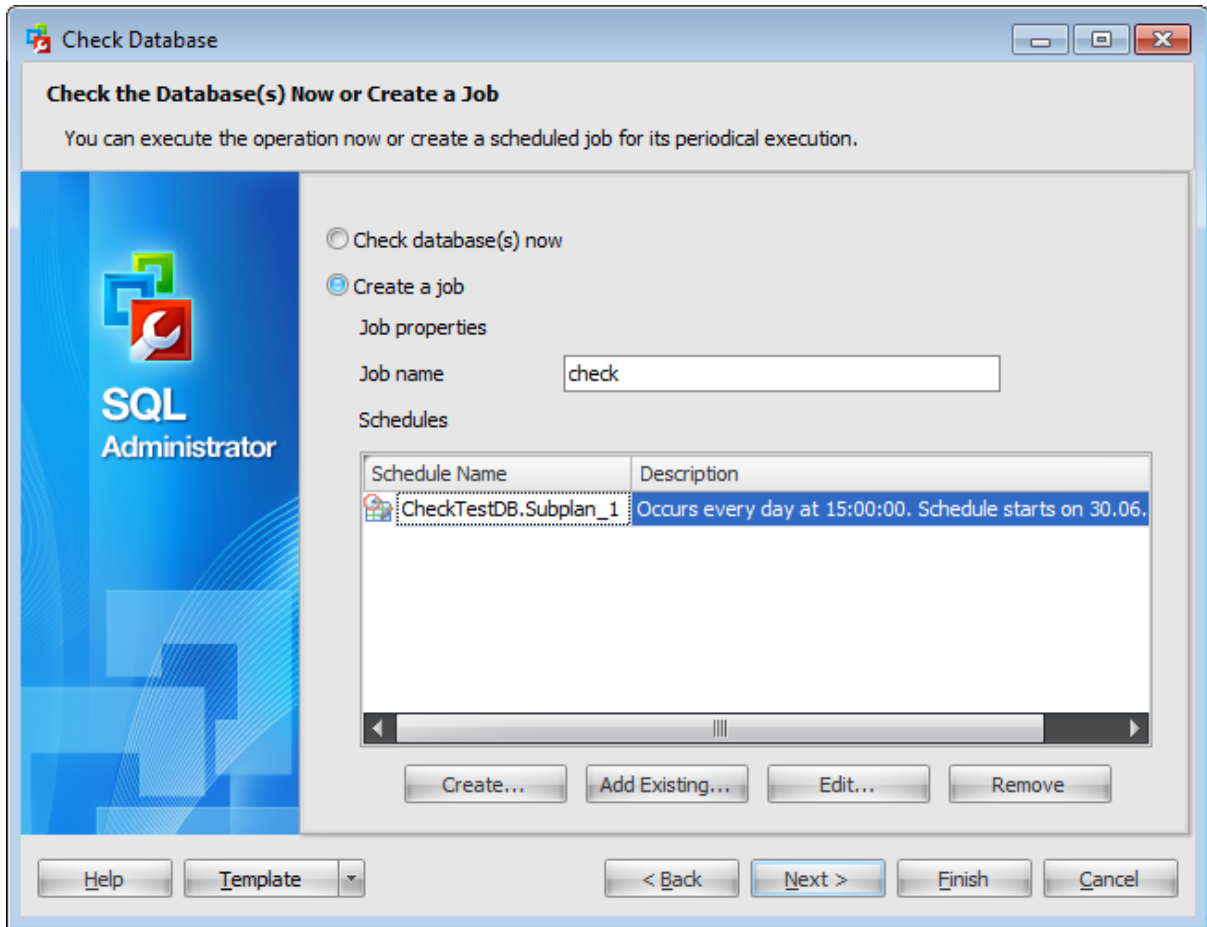 Check Database
Check the Database(s) Now or Create a Job
You can execute the operation now or create a scheduled job for its periodical execution.
SQL
Administrator
Check database(s) now
Create a job
Job properties
Job name check
Schedules
Schedule Name Description
CheckTestDB.Subplan_1 Occurs every day at 15:00:00. Schedule starts on 30.06.
Create... Add Existing... Edit... Remove
Help Template < Back Next > Finish Cancel